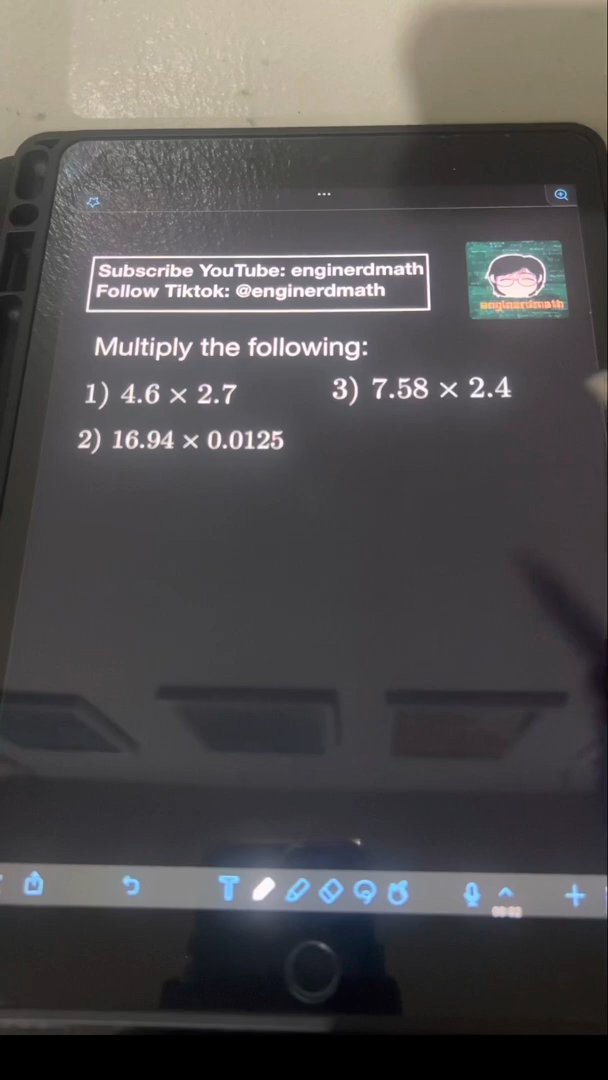 Subscribe YouTube: enginerdmath
Follow Tiktok: @enginerdmath
enginerdmath
Multiply the following:
1) 4.6 × 2.7
3) 7.58 × 2.4
2) 16.94 × 0.0125